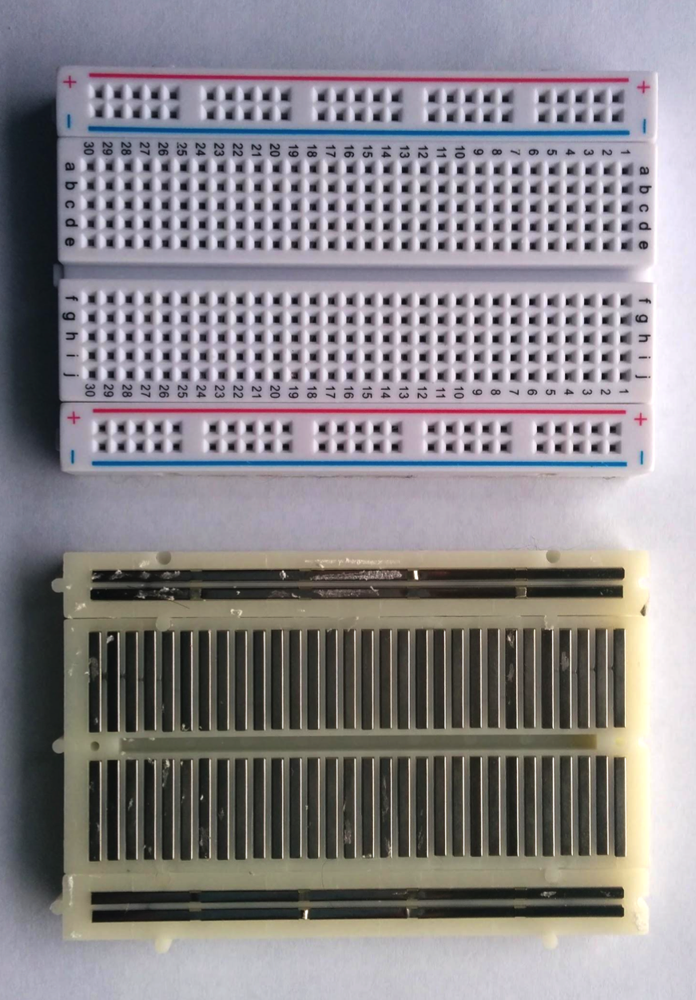 + +
− −
30 29 28 27 26 25 24 23 22 21 20 19 18 17 16 15 14 13 12 11 10 9 8 7 6 5 4 3 2 1
a a
b b
c c
d d
e e
f f
g g
h h
i i
j j
30 29 28 27 26 25 24 23 22 21 20 19 18 17 16 15 14 13 12 11 10 9 8 7 6 5 4 3 2 1
+ +
− −